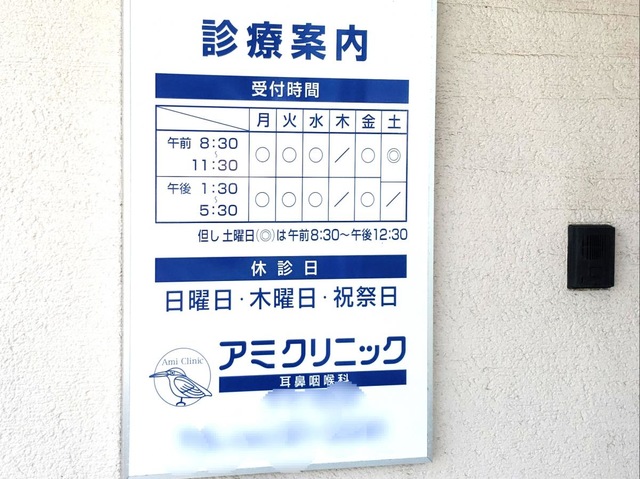 診療案内
受付時間
月 火 水 木 金 土
午前 8:30〜11:30 ○ ○ ○ ／ ○ ◎
午後 1:30〜5:30 ○ ○ ○ ／ ○ ／
但し土曜日(◎)は午前8:30〜午後12:30
休診日
日曜日・木曜日・祝祭日
Ami Clinic
アミクリニック
耳鼻咽喉科